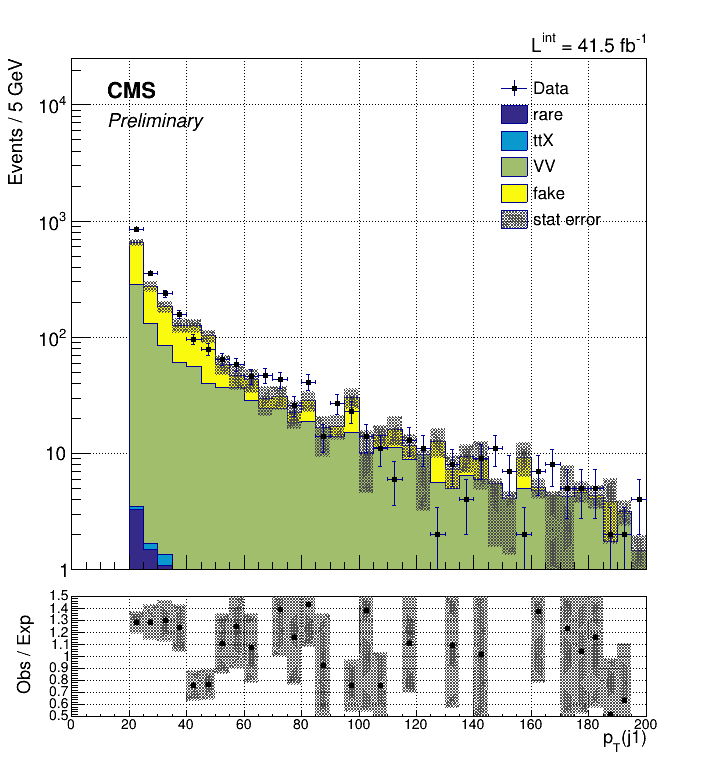 L^int = 41.5 fb^-1
Events / 5 GeV
CMS
Preliminary
Data
rare
ttX
VV
fake
stat error
10^4
10^3
10^2
10
1
Obs / Exp
1.5
1.4
1.3
1.2
1.1
1
0.9
0.8
0.7
0.6
0.5
0 20 40 60 80 100 120 140 160 180 200
p_T(j1)